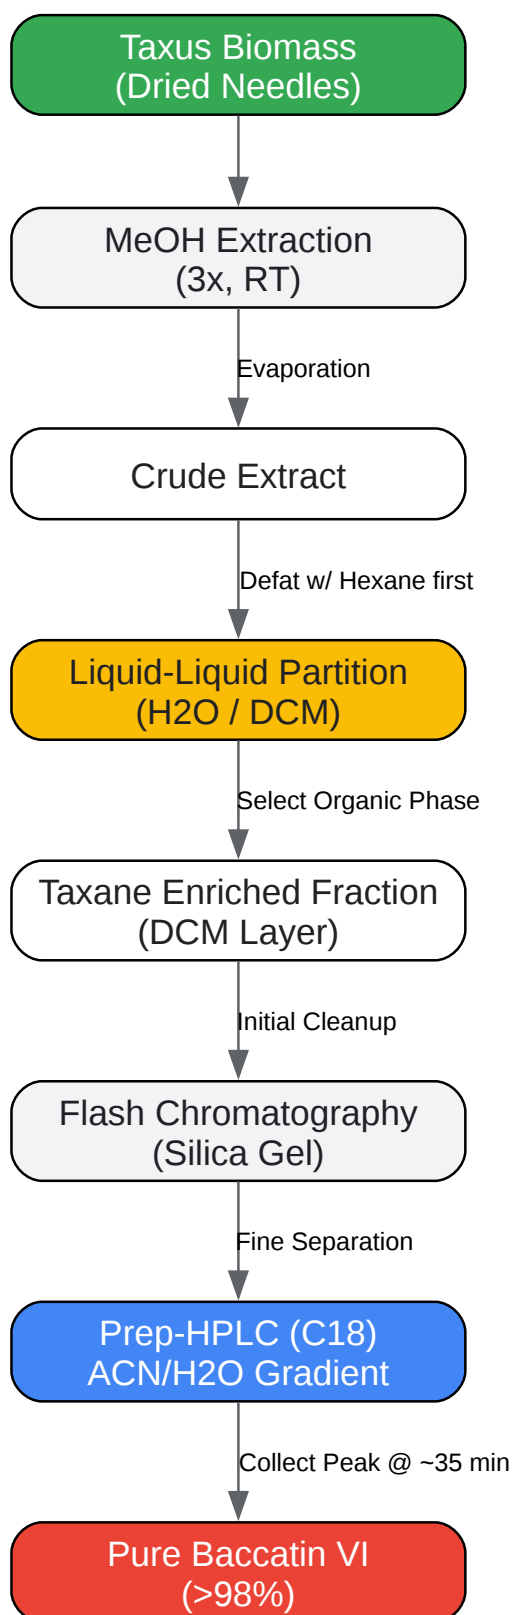 Taxus Biomass
(Dried Needles)
MeOH Extraction
(3x, RT)
Evaporation
Crude Extract
Defat w/ Hexane first
Liquid-Liquid Partition
(H2O / DCM)
Select Organic Phase
Taxane Enriched Fraction
(DCM Layer)
Initial Cleanup
Flash Chromatography
(Silica Gel)
Fine Separation
Prep-HPLC (C18)
ACN/H2O Gradient
Collect Peak @ ~35 min
Pure Baccatin VI
(>98%)